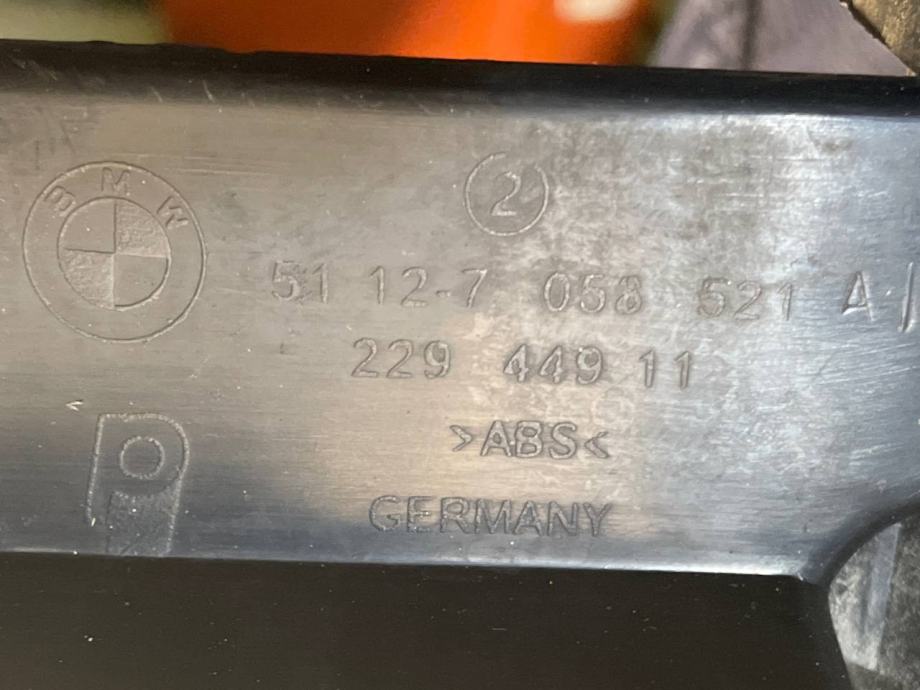 BMW
2
51 12-7 058 521 A
229 449 11
>ABS<
GERMANY